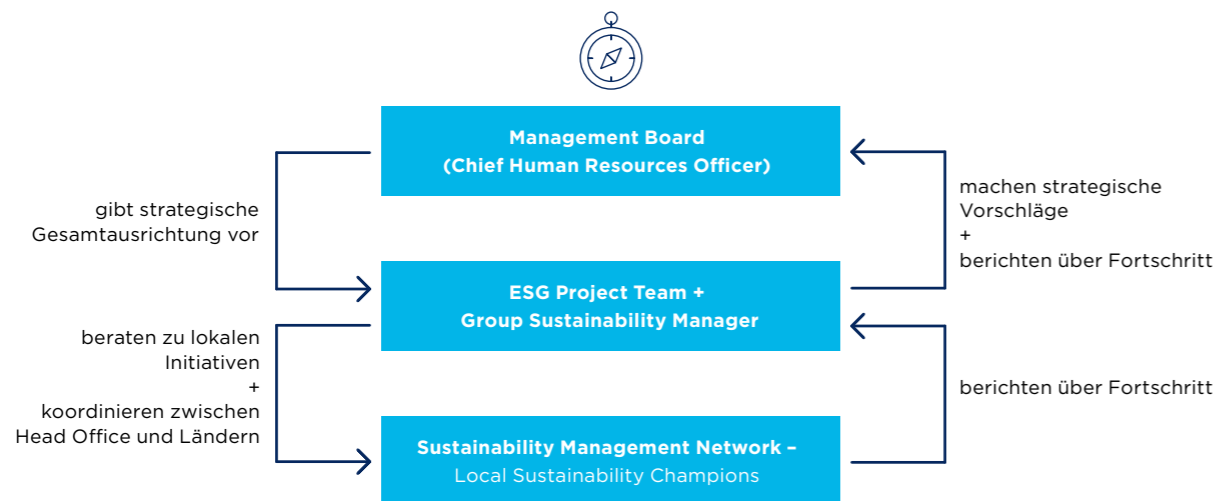 Management Board
(Chief Human Resources Officer)
gibt strategische
Gesamtausrichtung vor
machen strategische
Vorschläge
+
berichten über Fortschritt
ESG Project Team +
Group Sustainability Manager
beraten zu lokalen
Initiativen
+
koordinieren zwischen
Head Office und Ländern
berichten über Fortschritt
Sustainability Management Network –
Local Sustainability Champions